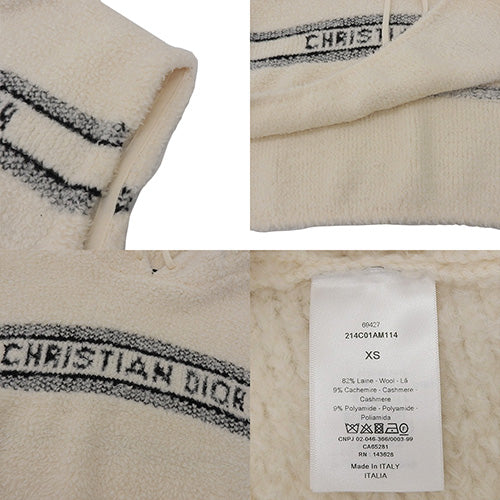 CHRISTI
CHRISTIAN DIOR
69427
214C01AM114
XS
82% Laine - Wool - Lã
9% Cachemire - Cashmere -
Cashmere
9% Polyamide - Polyamide -
Poliamida
CNPJ 02-046-366/0003-99
CA65281
RN : 143628
Made In ITALY
ITALIA